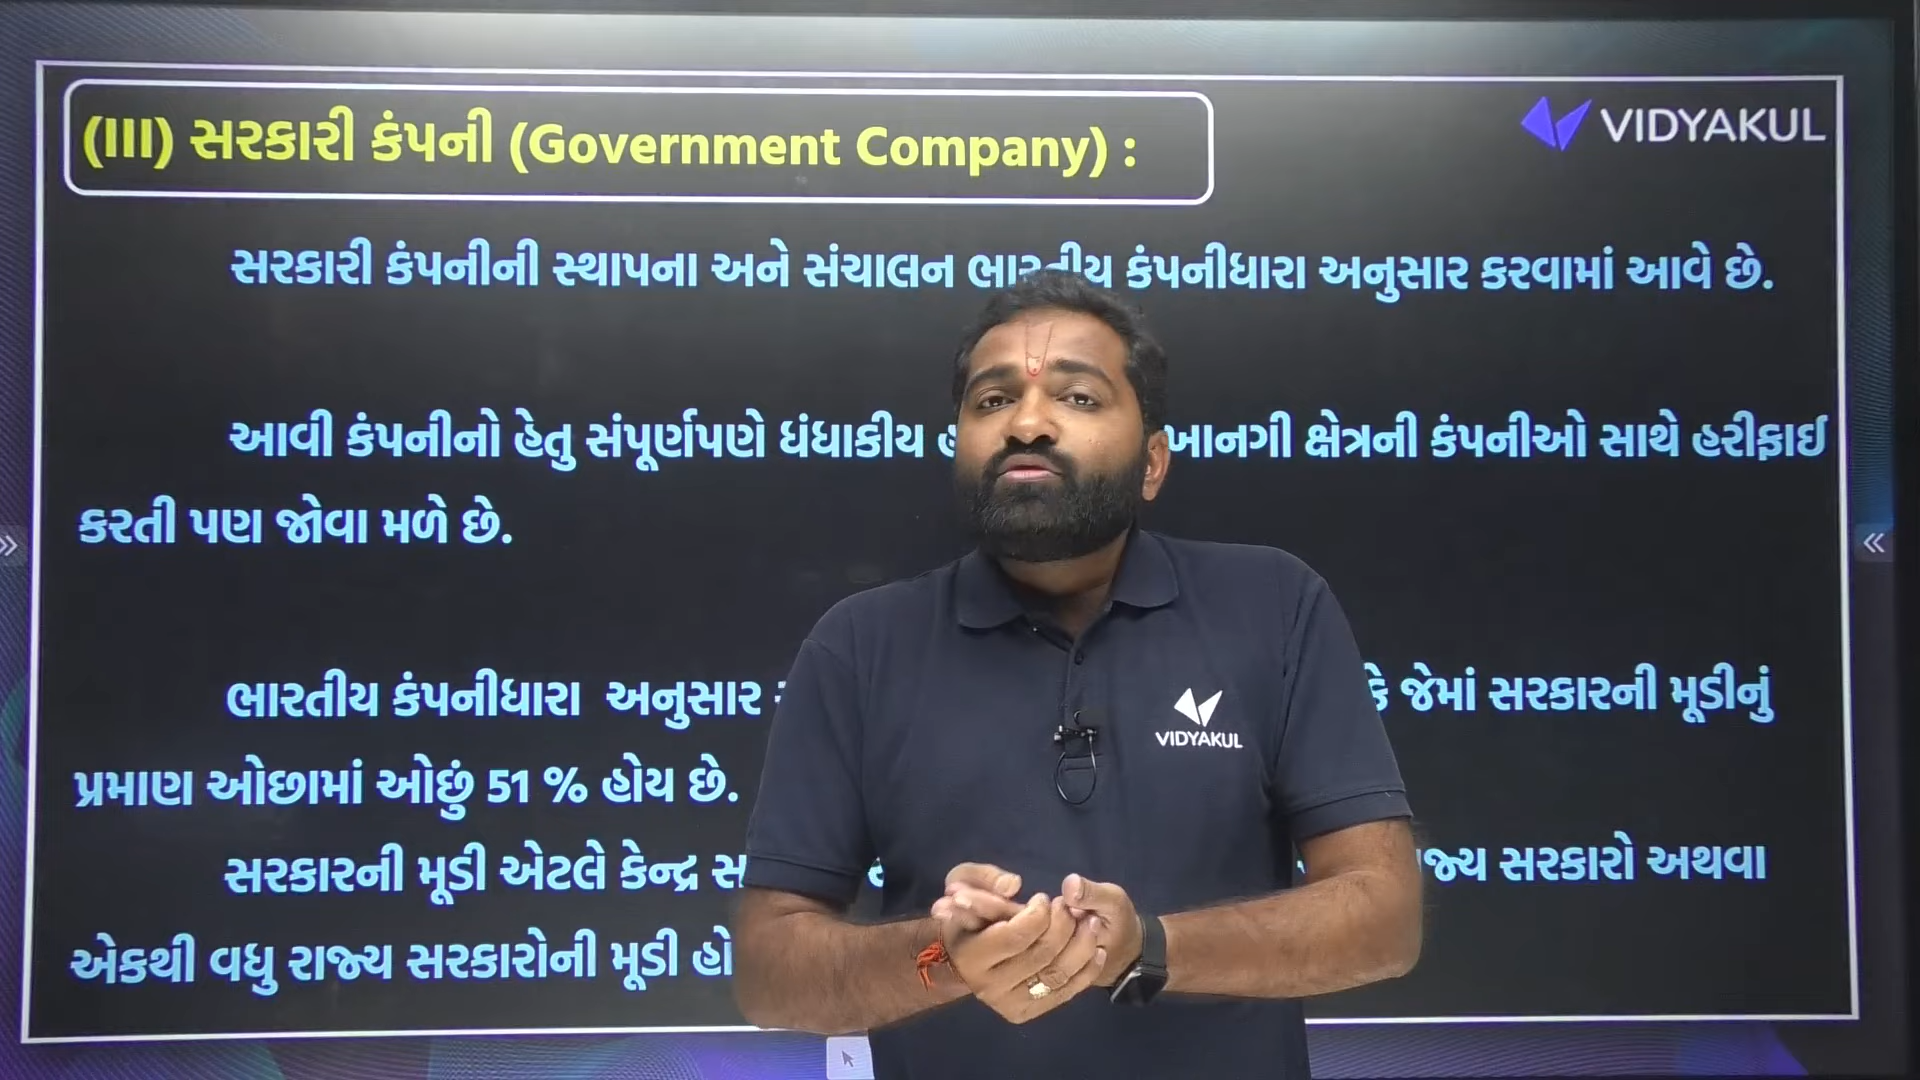 (III) સરકારી કંપની (Government Company) :
VIDYAKUL
સરકારી કંપનીની સ્થાપના અને સંચાલન ભારતીય કંપનીધારા અનુસાર કરવામાં આવે છે.
આવી કંપનીનો હેતુ સંપૂર્ણપણે ધંધાકીય ખાનગી ક્ષેત્રની કંપનીઓ સાથે હરીફાઈ
કરતી પણ જોવા મળે છે.
ભારતીય કંપનીધારા અનુસાર જેમાં સરકારની મૂડીનું
પ્રમાણ ઓછામાં ઓછું 51 % હોય છે.
સરકારની મૂડી એટલે કેન્દ્ર સરકારો અથવા
એકથી વધુ રાજ્ય સરકારોની મૂડી
VIDYAKUL